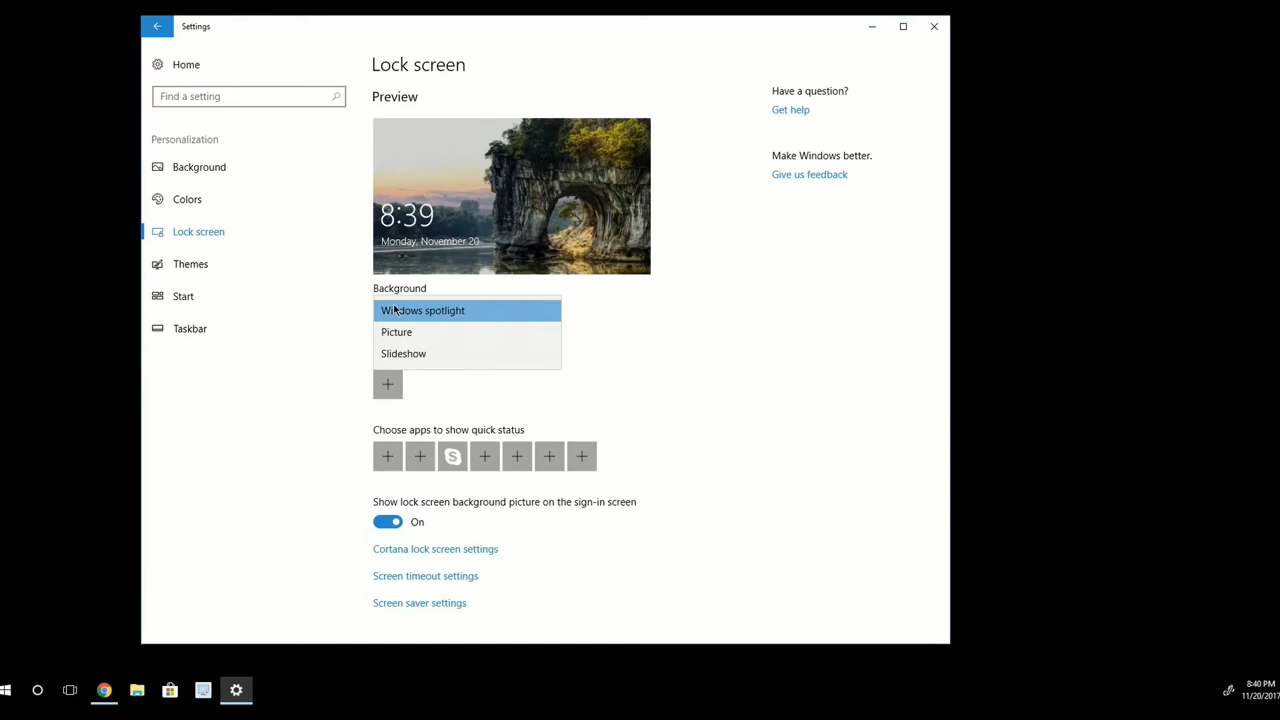 Settings
Home
Find a setting
Personalization
Background
Colors
Lock screen
Themes
Start
Taskbar
Lock screen
Preview
8:39
Monday, November 20
Background
Windows spotlight
Picture
Slideshow
Choose apps to show quick status
Show lock screen background picture on the sign-in screen
On
Cortana lock screen settings
Screen timeout settings
Screen saver settings
Have a question?
Get help
Make Windows better.
Give us feedback
8:40 PM
11/20/2017